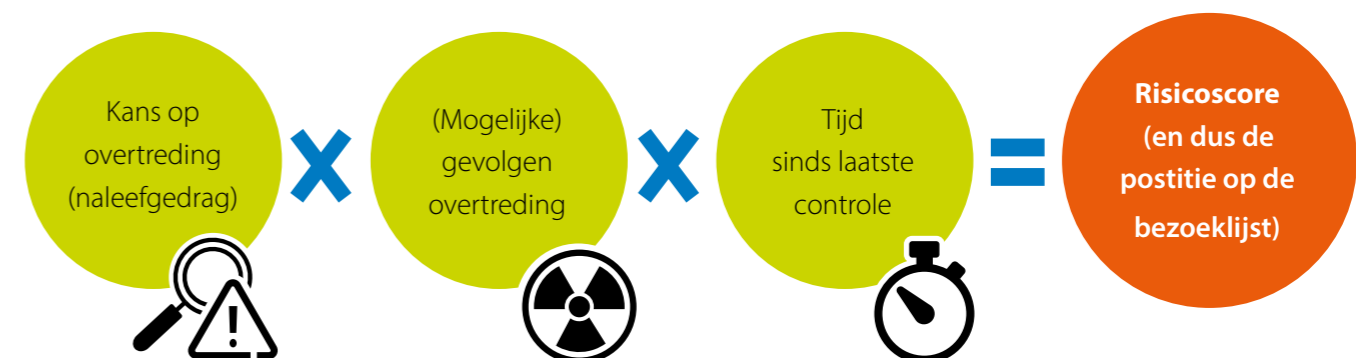 Kans op
overtreding
(naleefgedrag)
(Mogelijke)
gevolgen
overtreding
Tijd
sinds laatste
controle
Risicoscore
(en dus de
postitie op de
bezoeklijst)